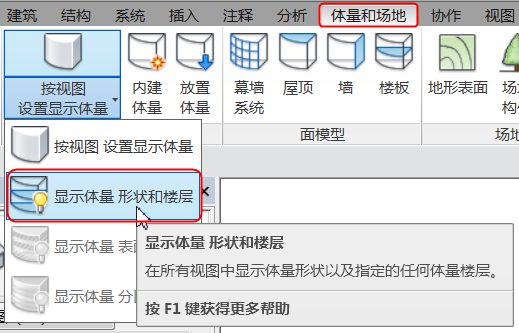 建筑 结构 系统 插入 注释 分析 体量和场地 协作 视图
按视图
设置显示体量
内建
体量
放置
体量
幕墙
系统
屋顶
墙
楼板
地形表面
场
构
面模型
场地
按视图 设置显示体量
显示体量 形状和楼层
显示体量 表面
显示体量 分
显示体量 形状和楼层
在所有视图中显示体量形状以及指定的任何体量楼层。
按 F1 键获得更多帮助